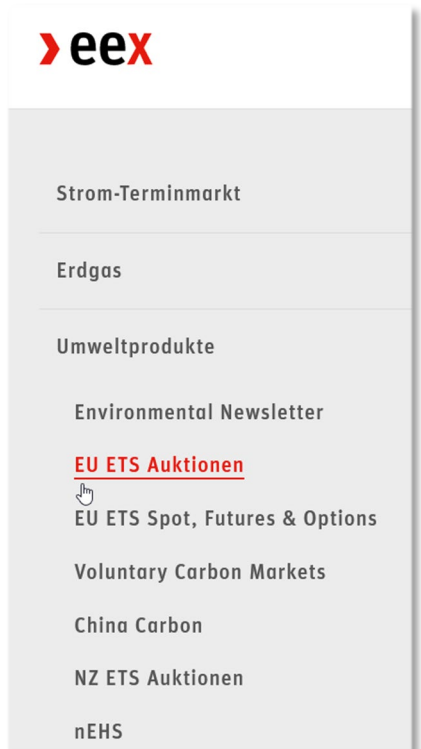 eex
Strom-Terminmarkt
Erdgas
Umweltprodukte
Environmental Newsletter
EU ETS Auktionen
EU ETS Spot, Futures & Options
Voluntary Carbon Markets
China Carbon
NZ ETS Auktionen
nEHS